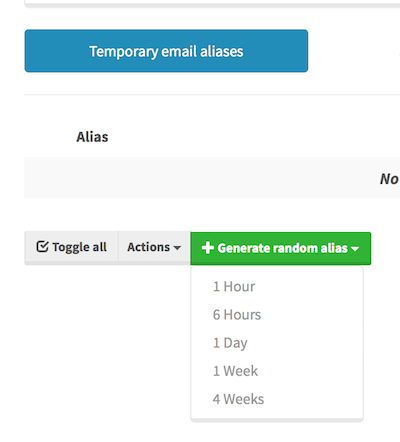 Temporary email aliases
Alias
No
Toggle all Actions Generate random alias
1 Hour
6 Hours
1 Day
1 Week
4 Weeks